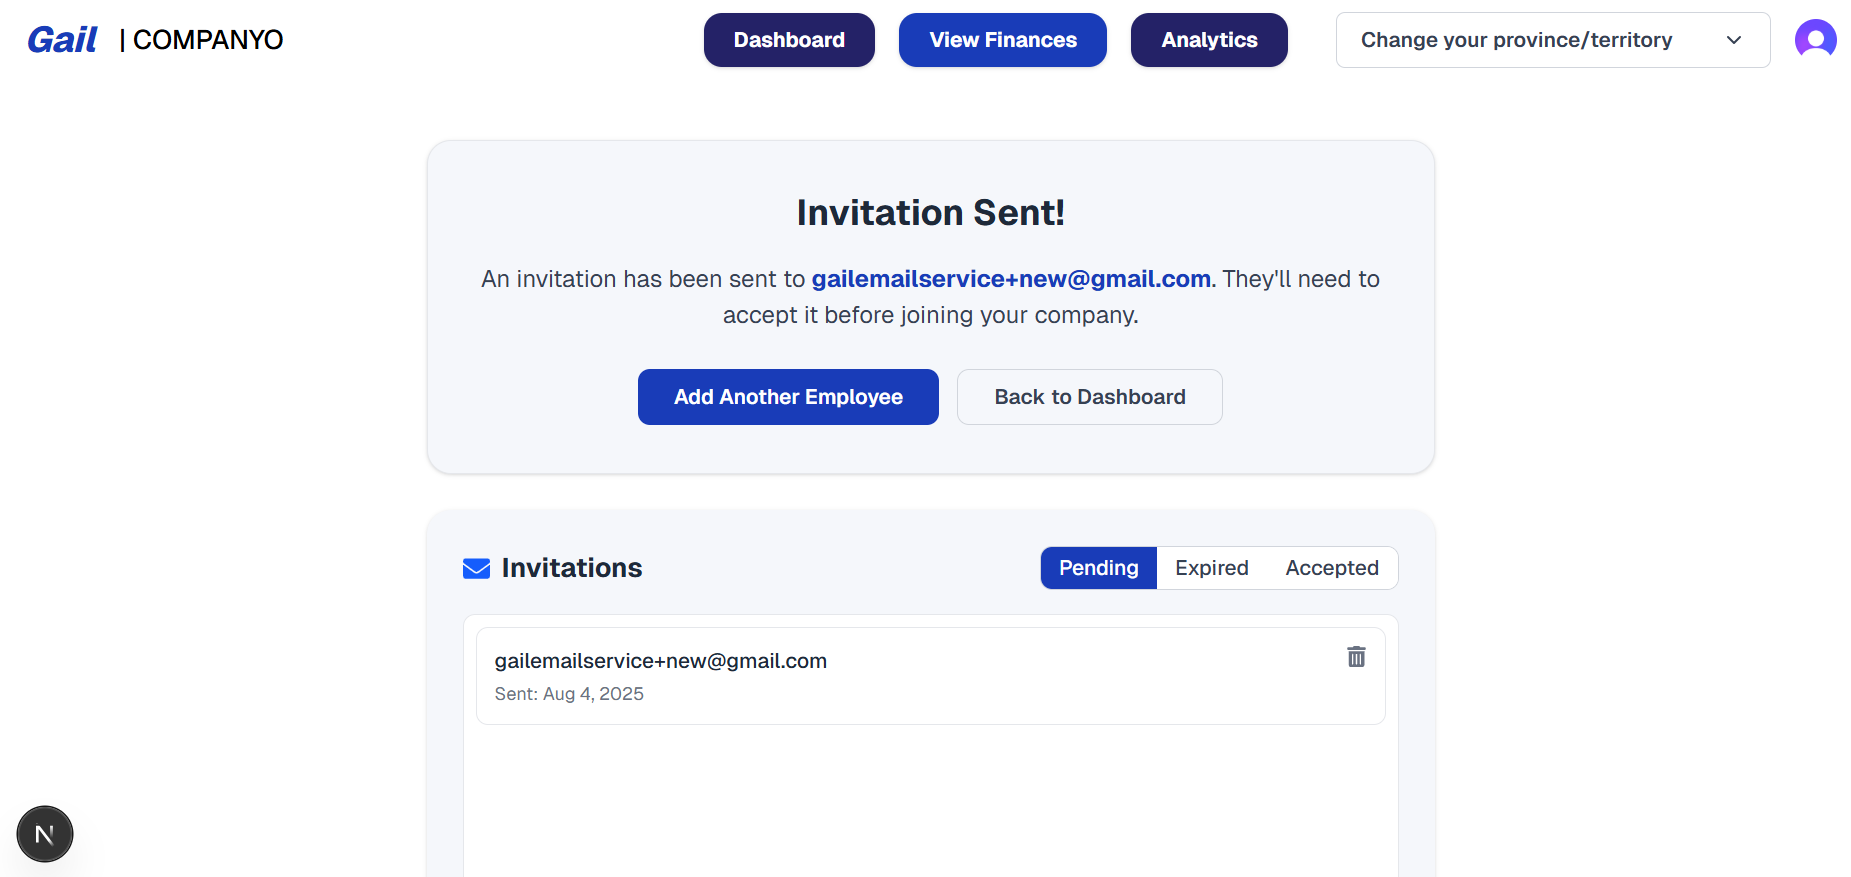 Gail | COMPANYO
Dashboard
View Finances
Analytics
Change your province/territory
Invitation Sent!
An invitation has been sent to gailemailservice+new@gmail.com. They'll need to
accept it before joining your company.
Add Another Employee
Back to Dashboard
Invitations
Pending
Expired
Accepted
gailemailservice+new@gmail.com
Sent: Aug 4, 2025
N